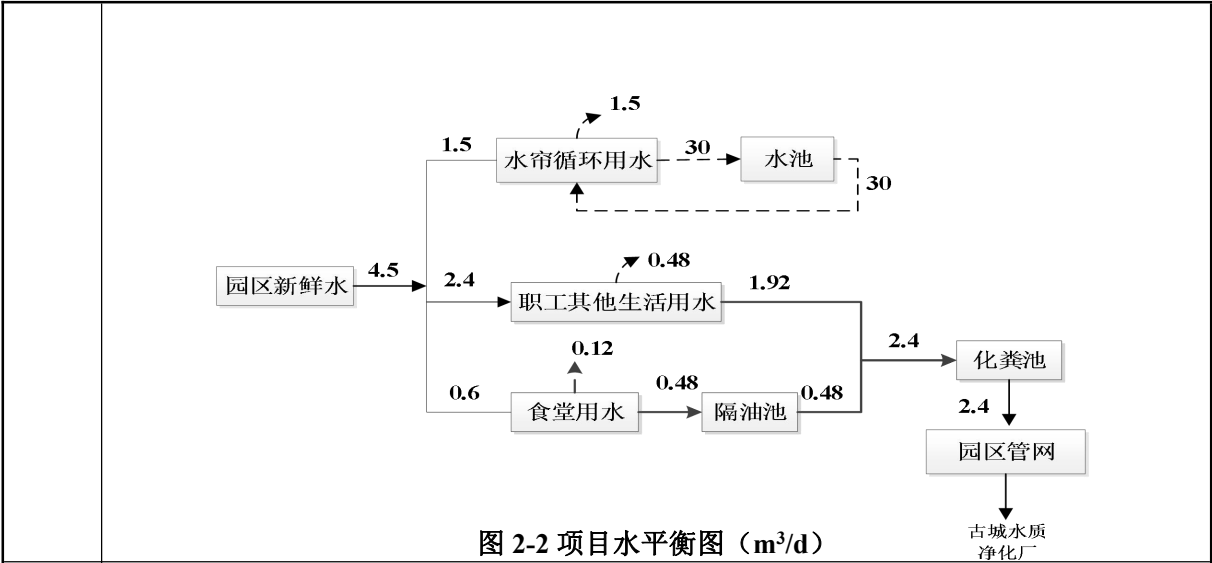 1.5
1.5
水帘循环用水
30
水池
30
园区新鲜水
4.5
0.48
2.4
职工其他生活用水
1.92
0.12
0.6
食堂用水
0.48
隔油池
0.48
2.4
化粪池
2.4
园区管网
古城水质
净化厂
图 2-2 项目水平衡图（m³/d）